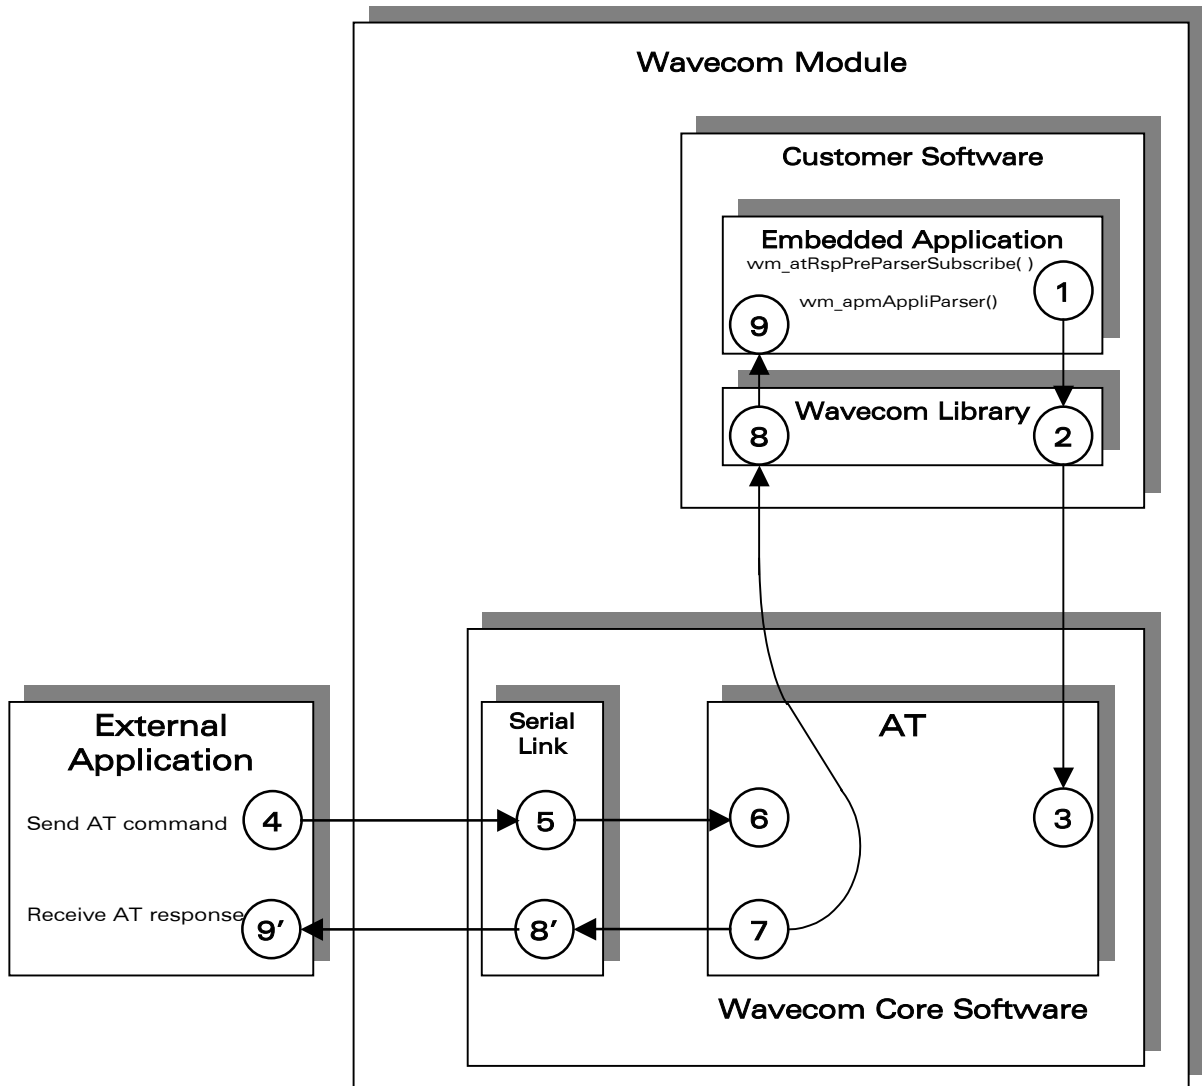 Wavecom Module
Customer Software
Embedded Application
wm_atRspPreParserSubscribe( )
1
wm_apmAppliParser()
9
Wavecom Library
8
2
External
Application
Serial
Link
AT
Send AT command
4
5
6
3
Receive AT response
9’
8’
7
Wavecom Core Software